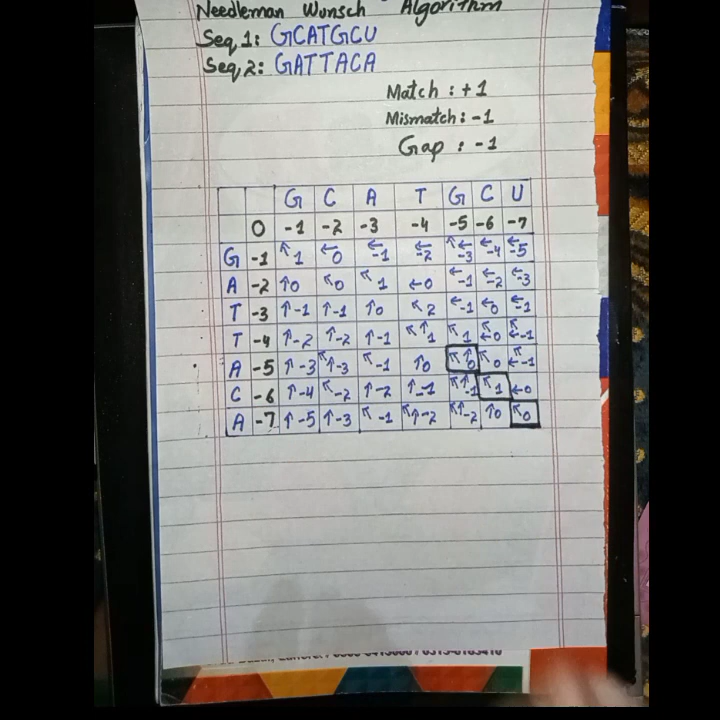 Needleman Wunsch Algorithm
Seq 1: GCATGCU
Seq 2: GATTACA
Match : +1
Mismatch : -1
Gap : -1
G C A T G C U
0 -1 -2 -3 -4 -5 -6 -7
G -1 ↖1 ←0 ←-1 ←-2 ↖←-3 ←-4 ←-5
A -2 ↑0 ↖0 ↖1 ←0 ←-1 ←-2 ←-3
T -3 ↑-1 ↑-1 ↑0 ↖2 ←-1 ←0 ←-1
T -4 ↑-2 ↑-2 ↑-1 ↖↑1 ↖1 ↖←0 ↖←-1
A -5 ↑-3 ↖↑-3 ↖-1 ↑0 ↖↑0 ↖0 ↖←-1
C -6 ↑-4 ↖-2 ↑-2 ↑-1 ↖↑-1 ↖1 ←0
A -7 ↑-5 ↑-3 ↖-1 ↖↑-2 ↖↑-2 ↑0 ↖0